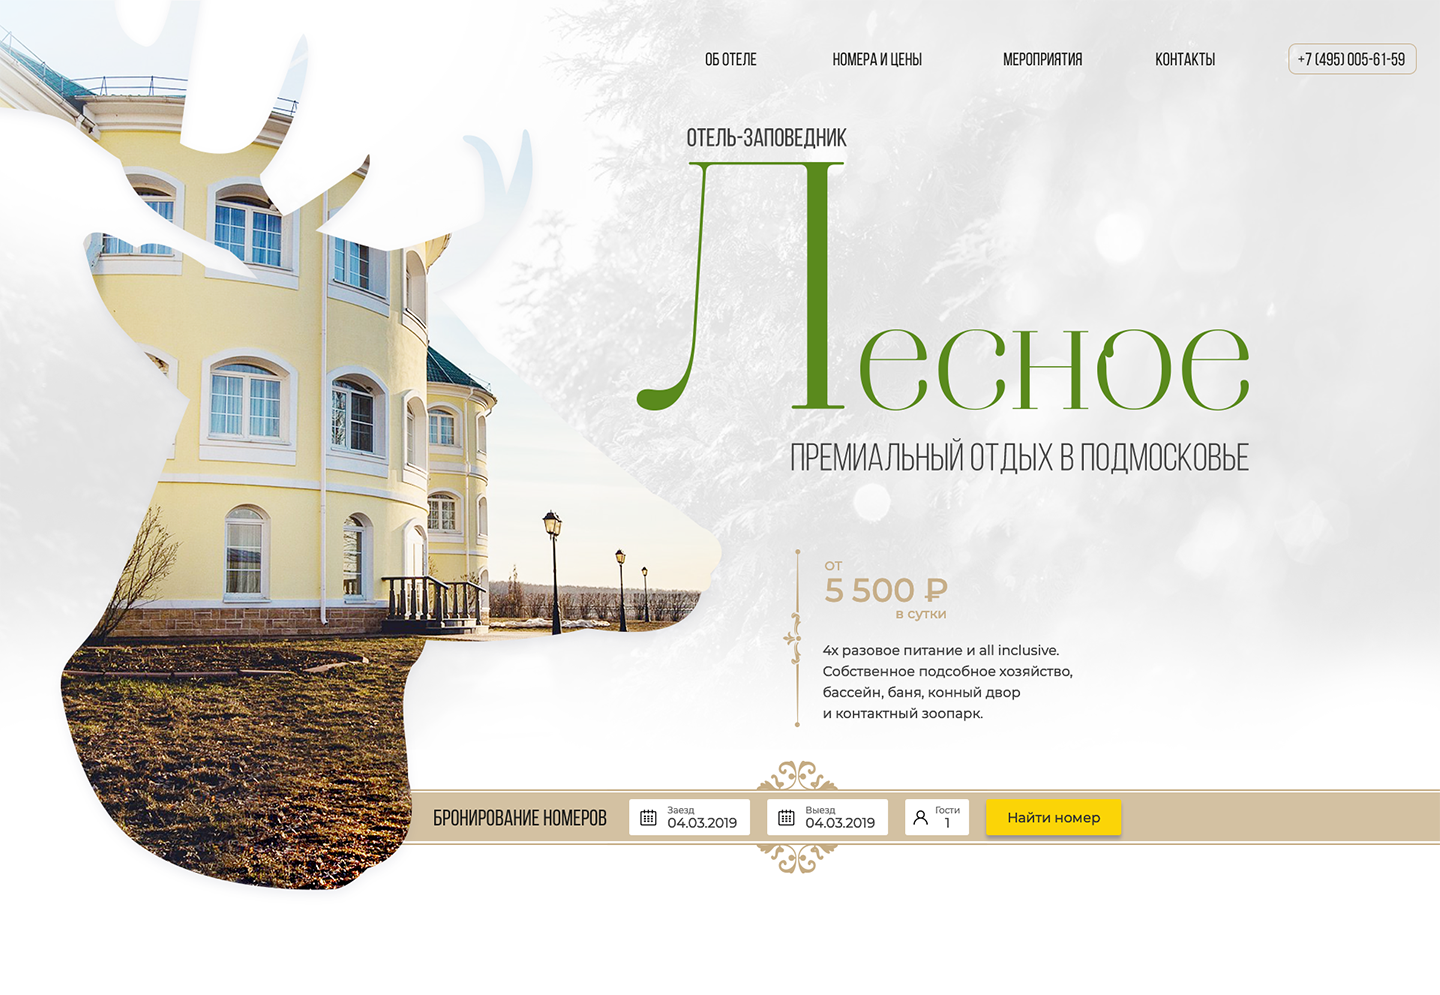 ОБ ОТЕЛЕ
НОМЕРА И ЦЕНЫ
МЕРОПРИЯТИЯ
КОНТАКТЫ
+7 (495) 005-61-59
ОТЕЛЬ-ЗАПОВЕДНИК
Лесное
ПРЕМИАЛЬНЫЙ ОТДЫХ В ПОДМОСКОВЬЕ
от
5 500 ₽
в сутки
4х разовое питание и all inclusive.
Собственное подсобное хозяйство,
бассейн, баня, конный двор
и контактный зоопарк.
БРОНИРОВАНИЕ НОМЕРОВ
Заезд
04.03.2019
Выезд
04.03.2019
Гости
1
Найти номер